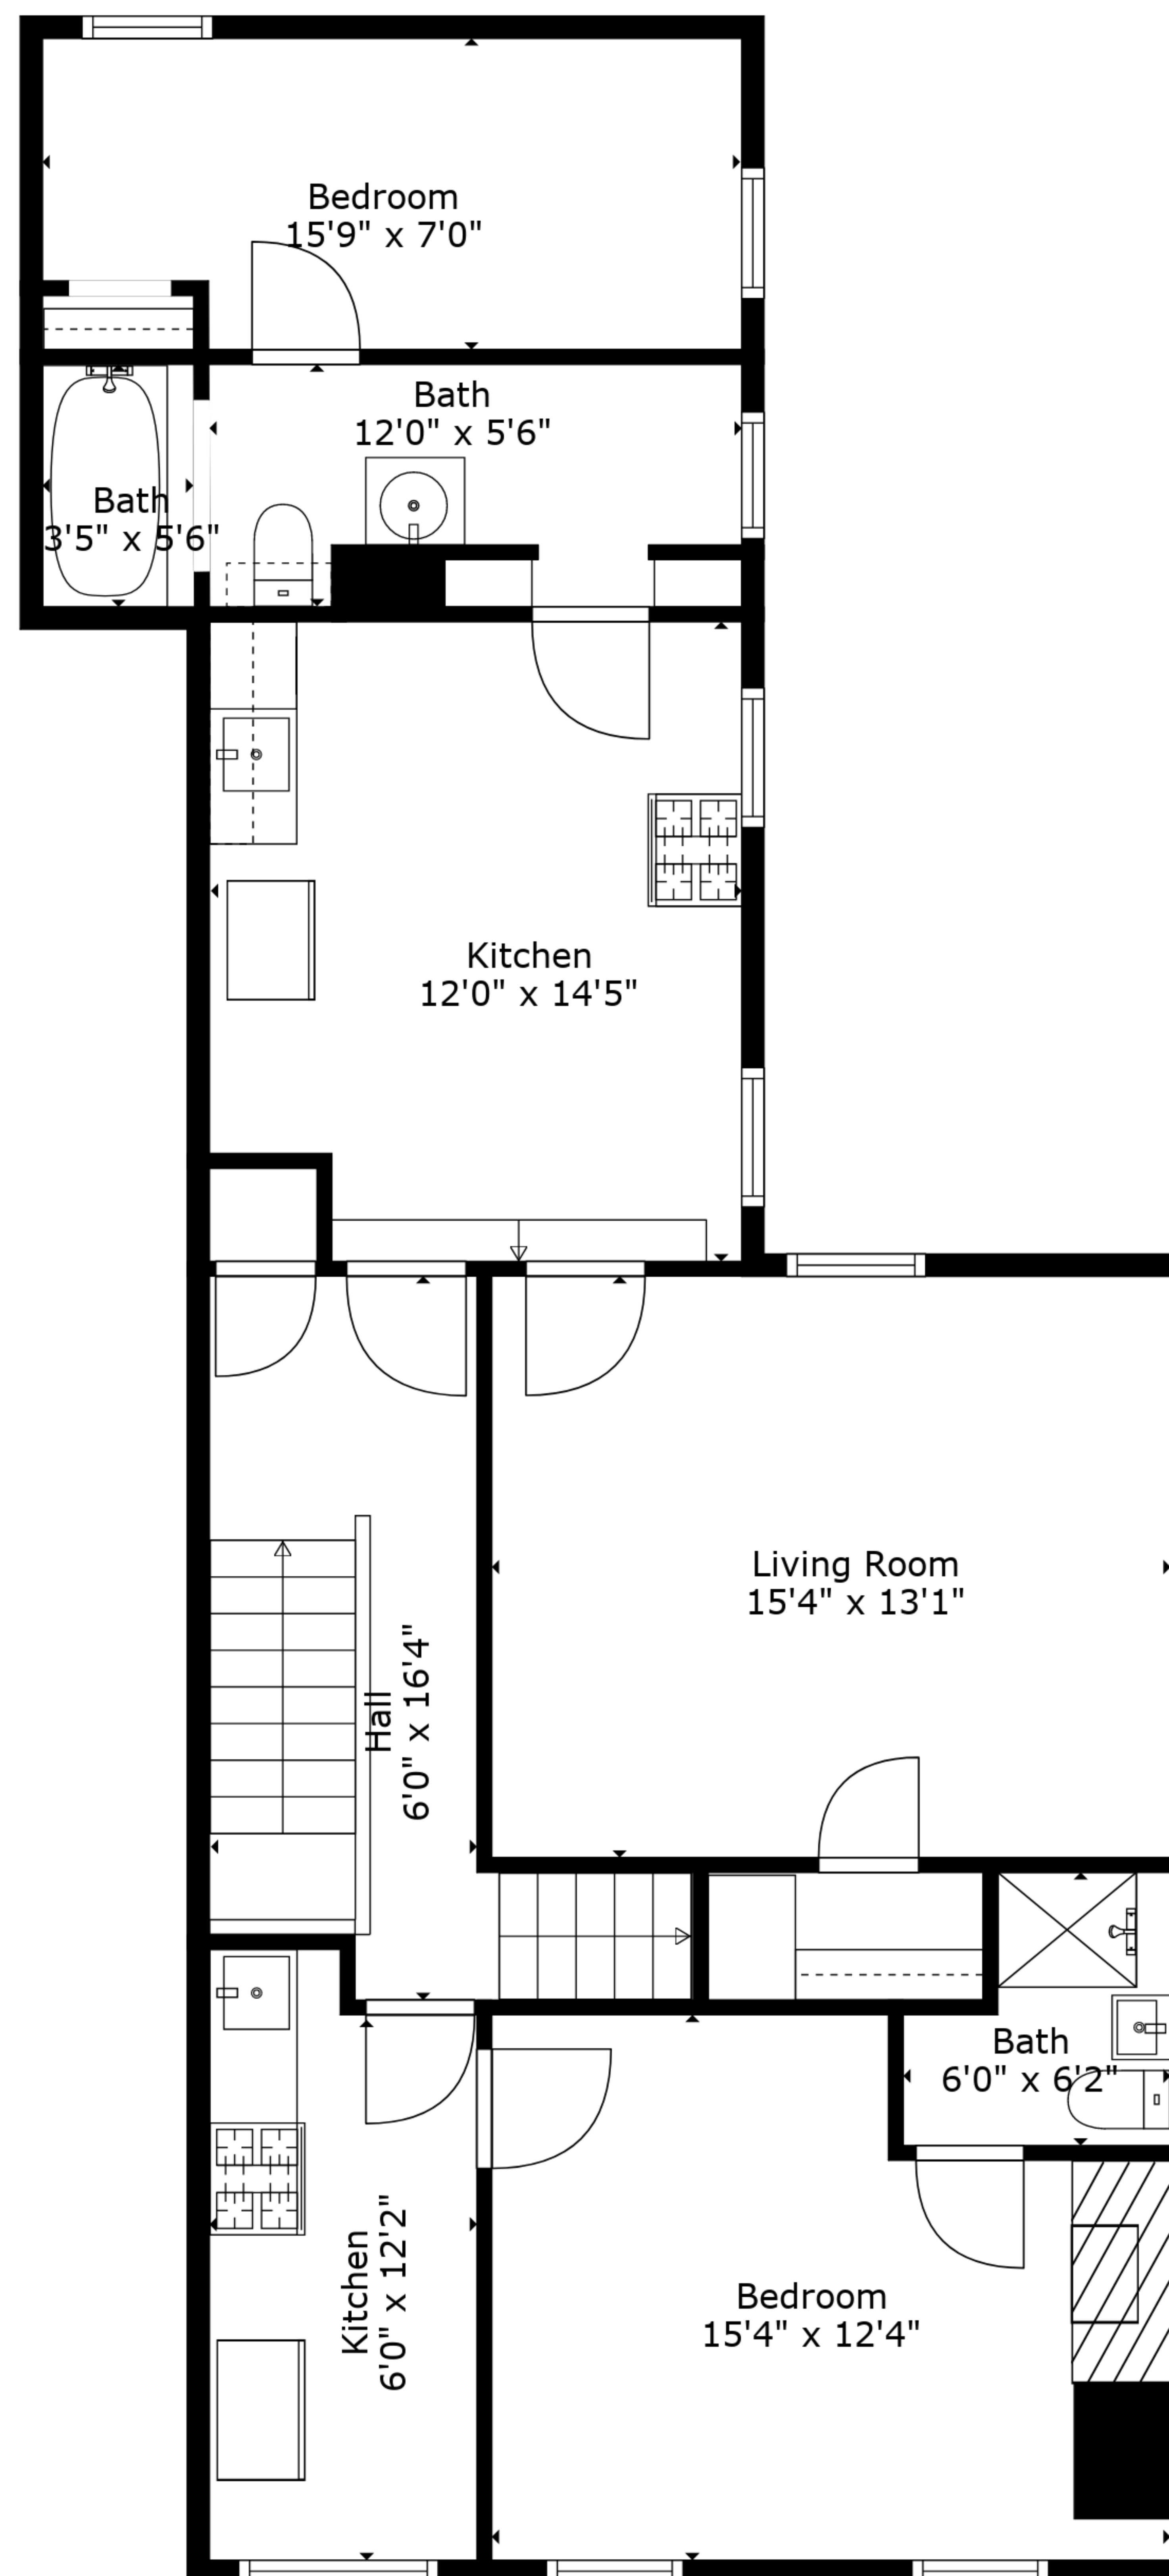 Bedroom
15'9" x 7'0"
Bath
12'0" x 5'6"
Bath
3'5" x 5'6"
Kitchen
12'0" x 14'5"
Living Room
15'4" x 13'1"
Hall
6'0" x 16'4"
Bath
6'0" x 6'2"
Kitchen
6'0" x 12'2"
Bedroom
15'4" x 12'4"